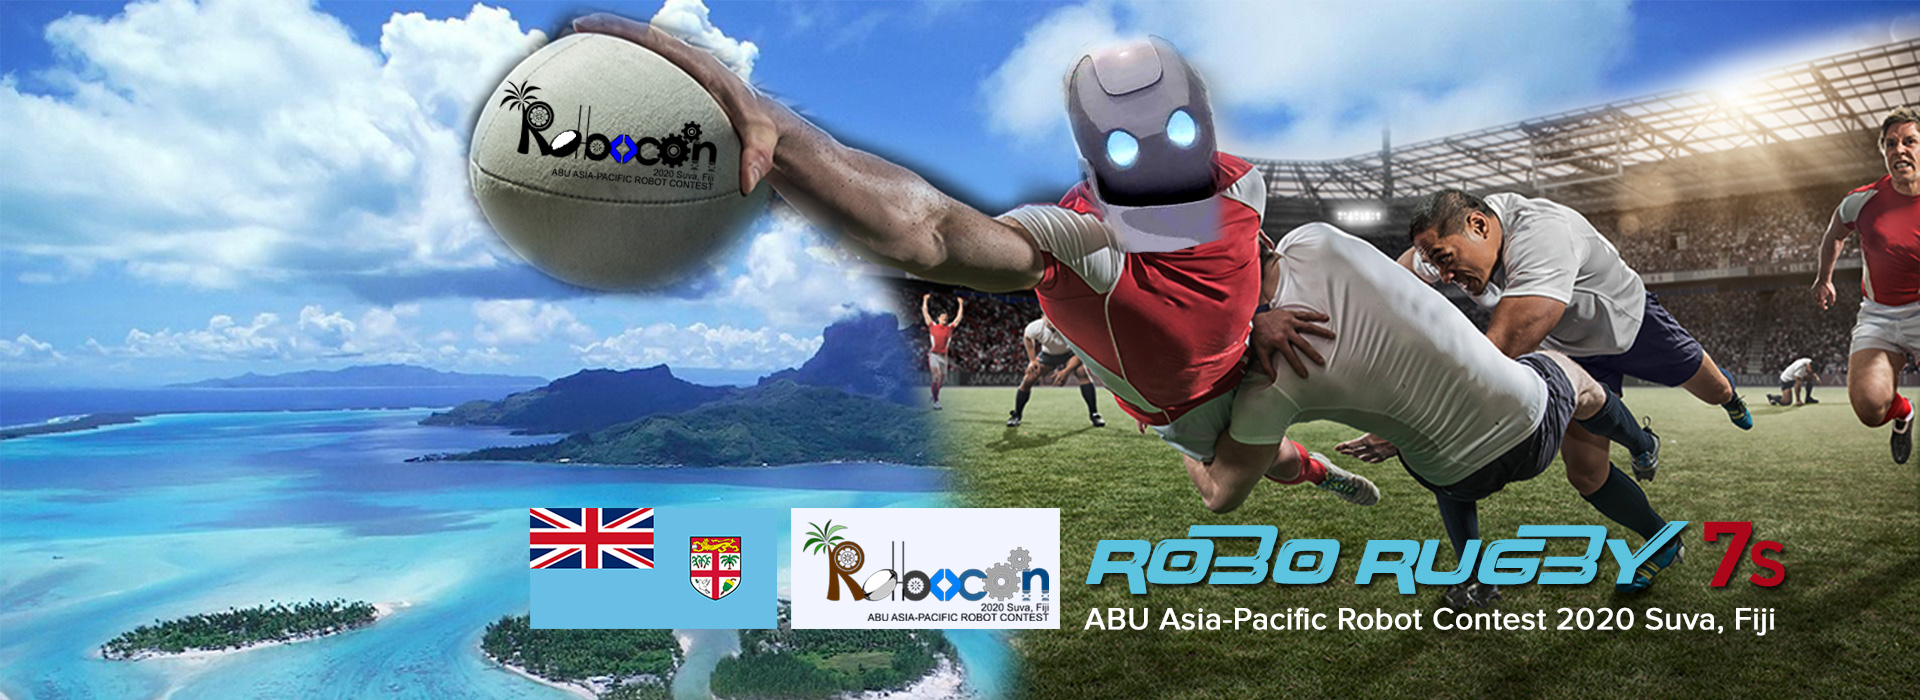 Robocon
2020 Suva, Fiji
ABU ASIA-PACIFIC ROBOT CONTEST
Robocon
2020 Suva, Fiji
ABU ASIA-PACIFIC ROBOT CONTEST
ROBO RUGBY 7s
ABU Asia-Pacific Robot Contest 2020 Suva, Fiji